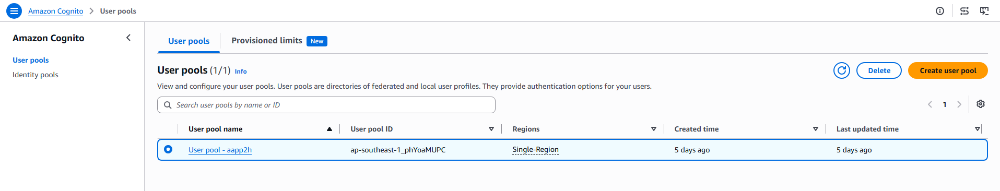 Amazon Cognito > User pools
Amazon Cognito
User pools
Identity pools
User pools
Provisioned limits New
User pools (1/1) Info
Delete
Create user pool
View and configure your user pools. User pools are directories of federated and local user profiles. They provide authentication options for your users.
Search user pools by name or ID
1
User pool name User pool ID Regions Created time Last updated time
User pool - aapp2h ap-southeast-1_phYoaMUPC Single-Region 5 days ago 5 days ago